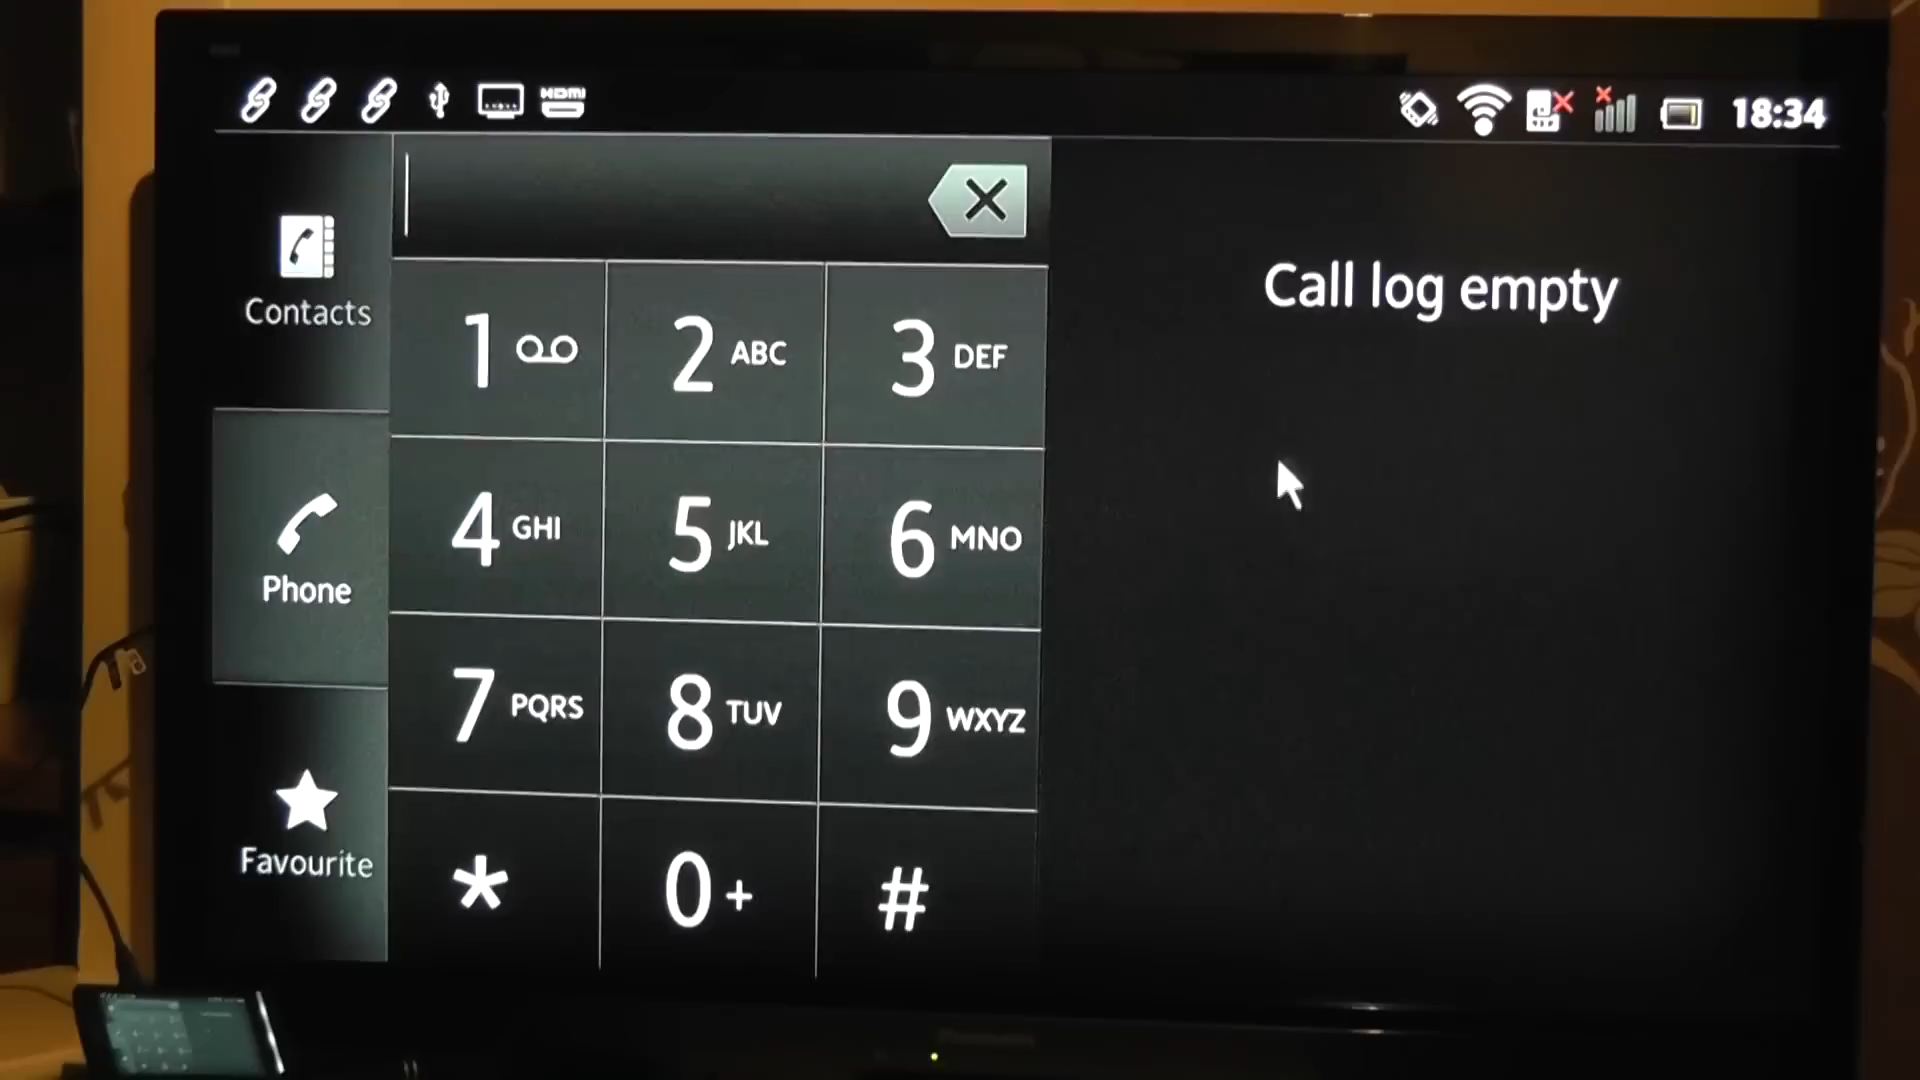 HDMI
18:34
Call log empty
Contacts
Phone
Favourite
1
2 ABC
3 DEF
4 GHI
5 JKL
6 MNO
7 PQRS
8 TUV
9 WXYZ
*
0 +
#